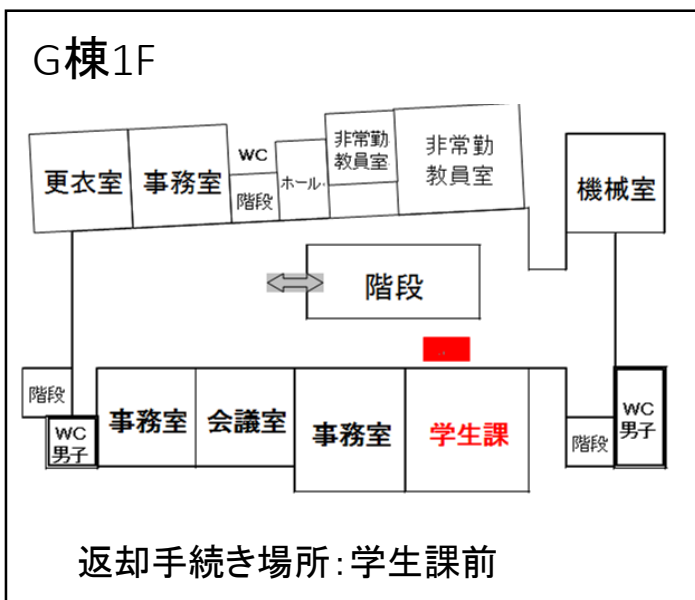 G棟1F
更衣室
事務室
WC
階段
ホール
非常勤
教員室
非常勤
教員室
機械室
階段
階段
WC
男子
事務室
会議室
事務室
学生課
階段
WC
男子
返却手続き場所:学生課前